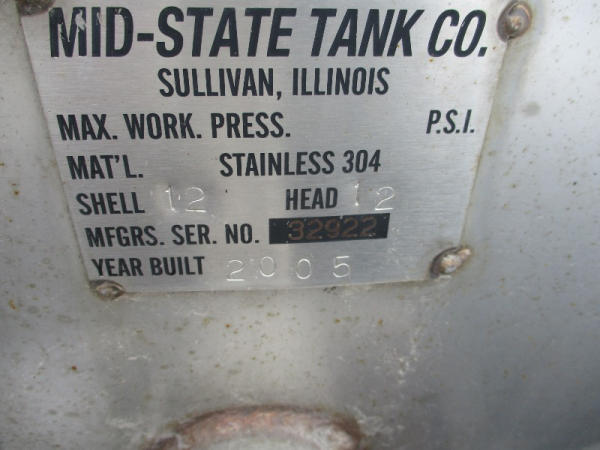 MID-STATE TANK CO.
SULLIVAN, ILLINOIS
MAX. WORK. PRESS. P.S.I.
MAT'L. STAINLESS 304
SHELL 12 HEAD 12
MFGRS. SER. NO. 32922
YEAR BUILT 2005